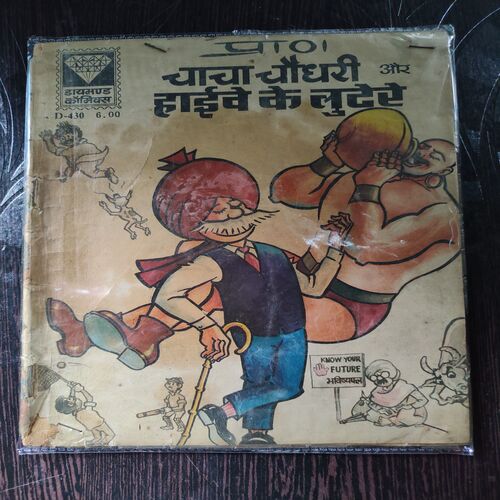 प्राण
चाचा चौधरी और
हाईवे के लुटेरे
डायमण्ड
कॉमिक्स
D-430 6.00
KNOW YOUR
FUTURE
भविष्यफल